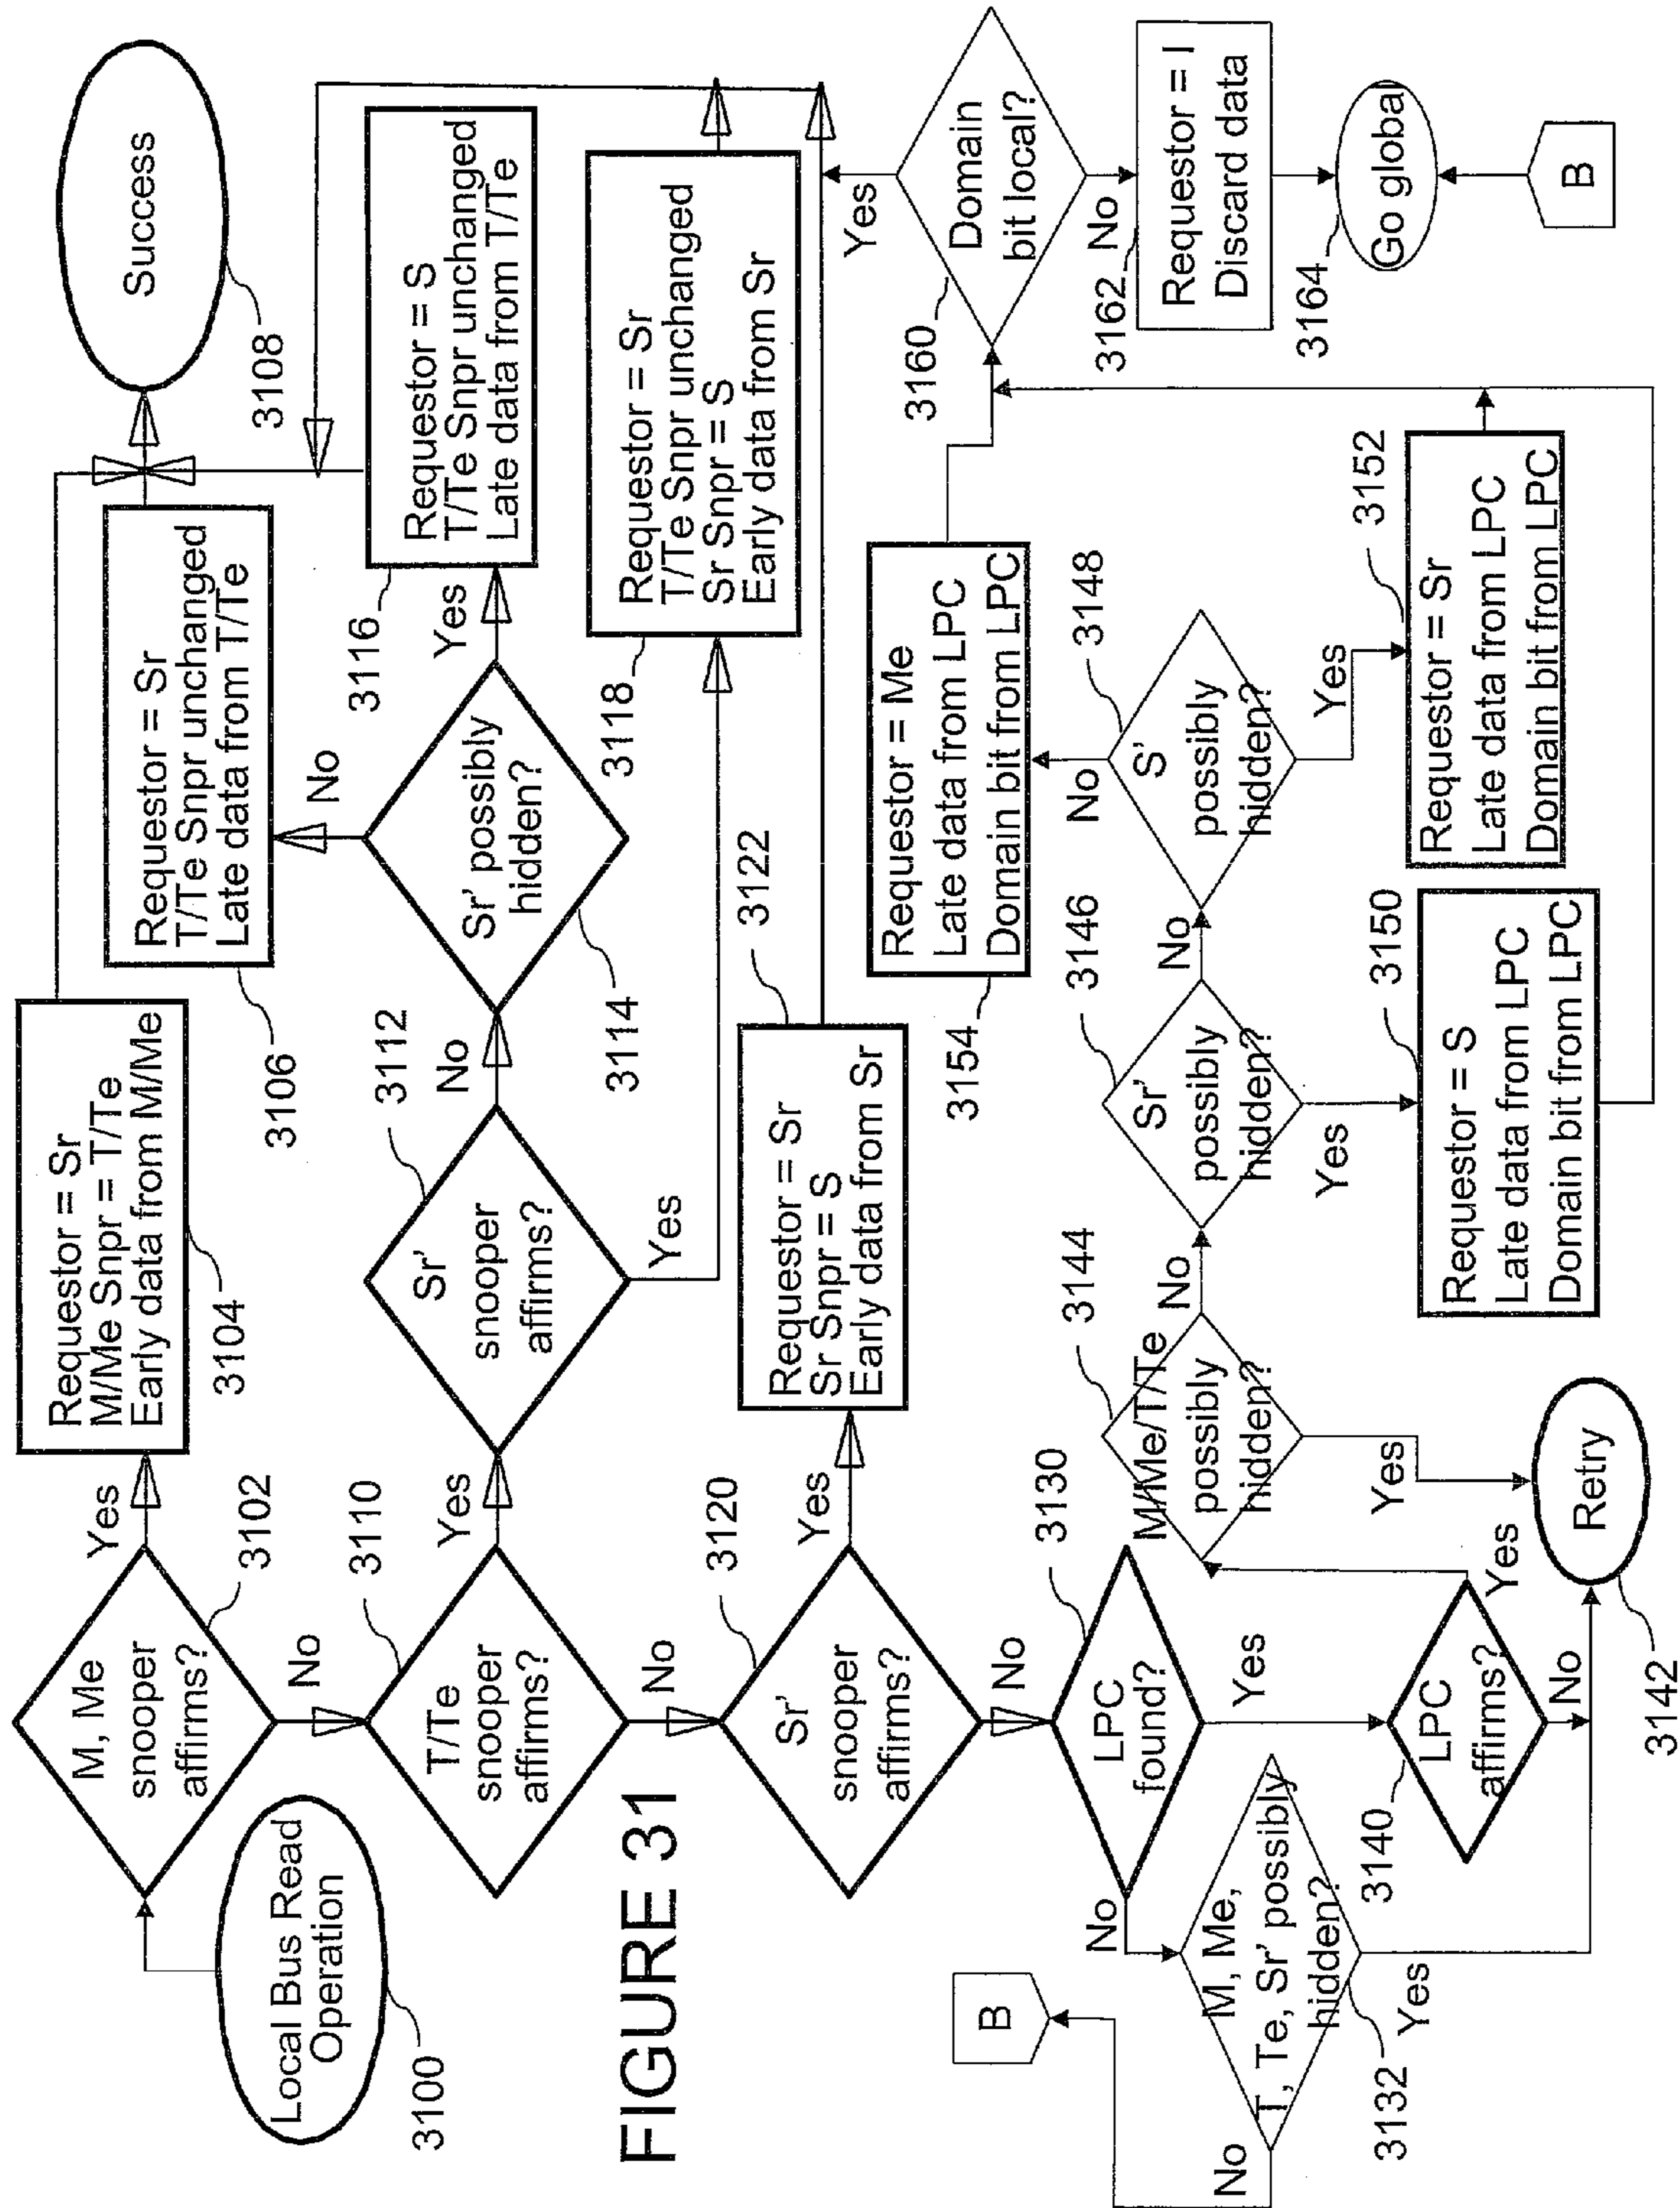 Local Bus Read
Operation
3100
M, Me
snooper
affirms?
3102
Yes
No
Requestor = Sr
M/Me Snpr = T/Te
Early data from M/Me
3104
Requestor = Sr
T/Te Snpr unchanged
Late data from T/Te
3106
Success
3108
T/Te
snooper
affirms?
3110
Yes
No
Sr'
snooper
affirms?
3112
No
Yes
Sr' possibly
hidden?
3114
No
Yes
Requestor = S
T/Te Snpr unchanged
Late data from T/Te
3116
Requestor = Sr
T/Te Snpr unchanged
Sr Snpr = S
Early data from Sr
3118
Sr'
snooper
affirms?
3120
Yes
No
Requestor = Sr
Sr Snpr = S
Early data from Sr
3122
FIGURE 31
LPC
found?
3130
No
Yes
M, Me,
T, Te, Sr' possibly
hidden?
3132
No
Yes
B
LPC
affirms?
3140
Yes
No
Retry
3142
M/Me/T/Te
possibly
hidden?
3144
No
Yes
Sr'
possibly
hidden?
3146
No
Yes
S'
possibly
hidden?
3148
No
Yes
Requestor = S
Late data from LPC
Domain bit from LPC
3150
Requestor = Sr
Late data from LPC
Domain bit from LPC
3152
Requestor = Me
Late data from LPC
Domain bit from LPC
3154
Domain
bit local?
3160
Yes
No
Requestor = I
Discard data
3162
Go global
3164
B